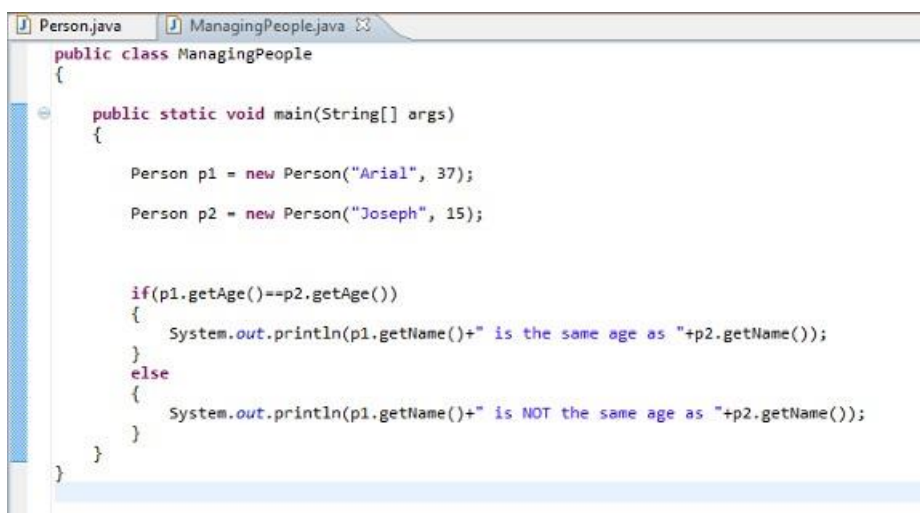 Person.java ManagingPeople.java
public class ManagingPeople
{
public static void main(String[] args)
{
Person p1 = new Person("Arial", 37);
Person p2 = new Person("Joseph", 15);
if(p1.getAge()==p2.getAge())
{
System.out.println(p1.getName()+" is the same age as "+p2.getName());
}
else
{
System.out.println(p1.getName()+" is NOT the same age as "+p2.getName());
}
}
}